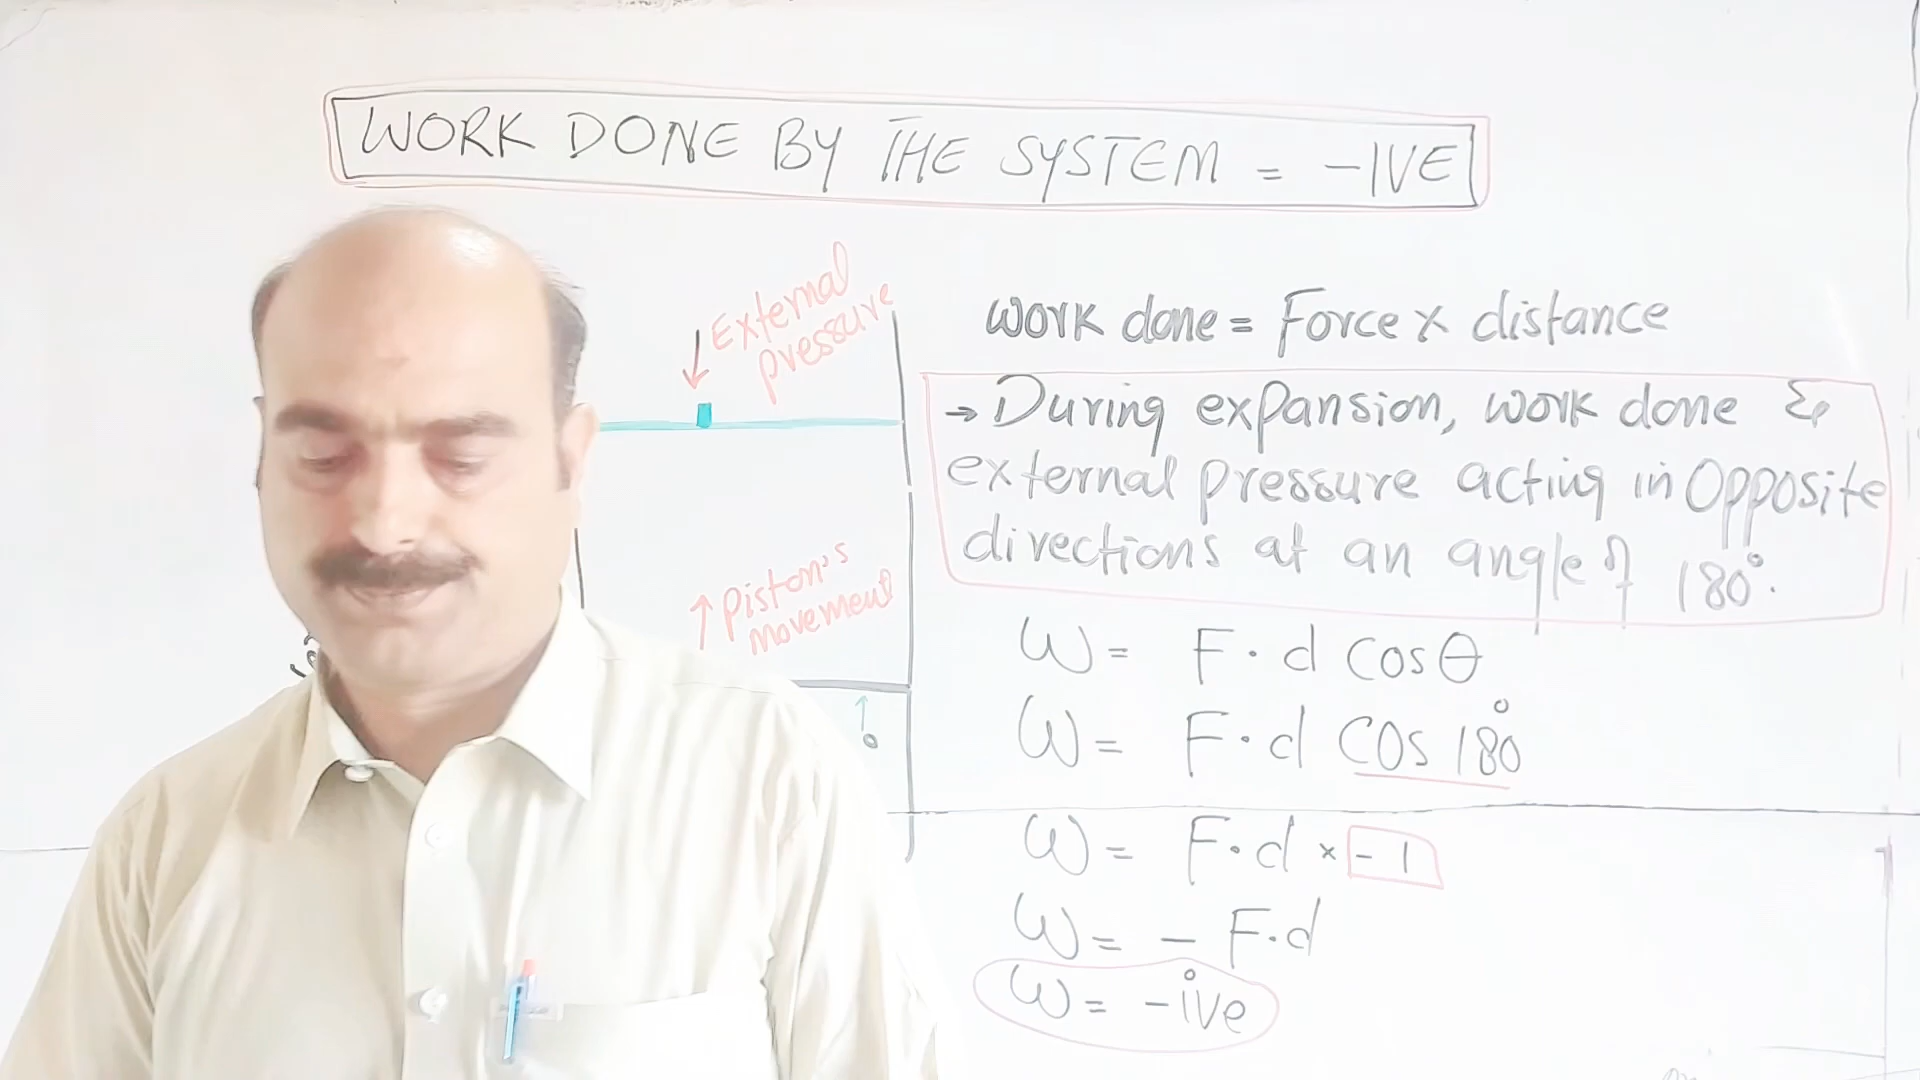 WORK DONE BY THE SYSTEM = -IVE
↓ External
pressure
↑ Piston's
movement
Work done = Force x distance
→ During expansion, work done &
external pressure acting in opposite
directions at an angle of 180°.
W = F · d cosθ
W = F · d cos 180°
W = F · d × -1
W = - F.d
W = -ive